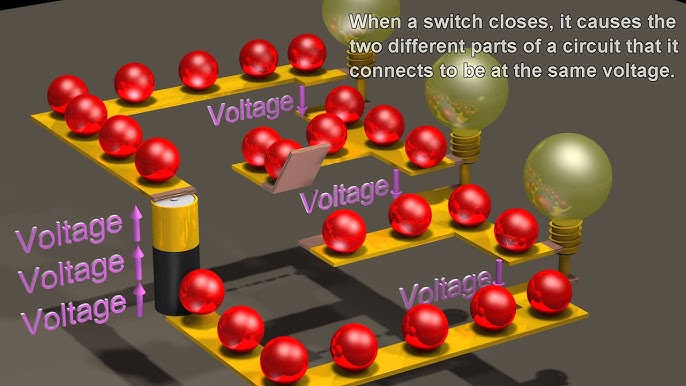 When a switch closes, it causes the
two different parts of a circuit that it
connects to be at the same voltage.
Voltage
Voltage
Voltage
Voltage
Voltage
Voltage